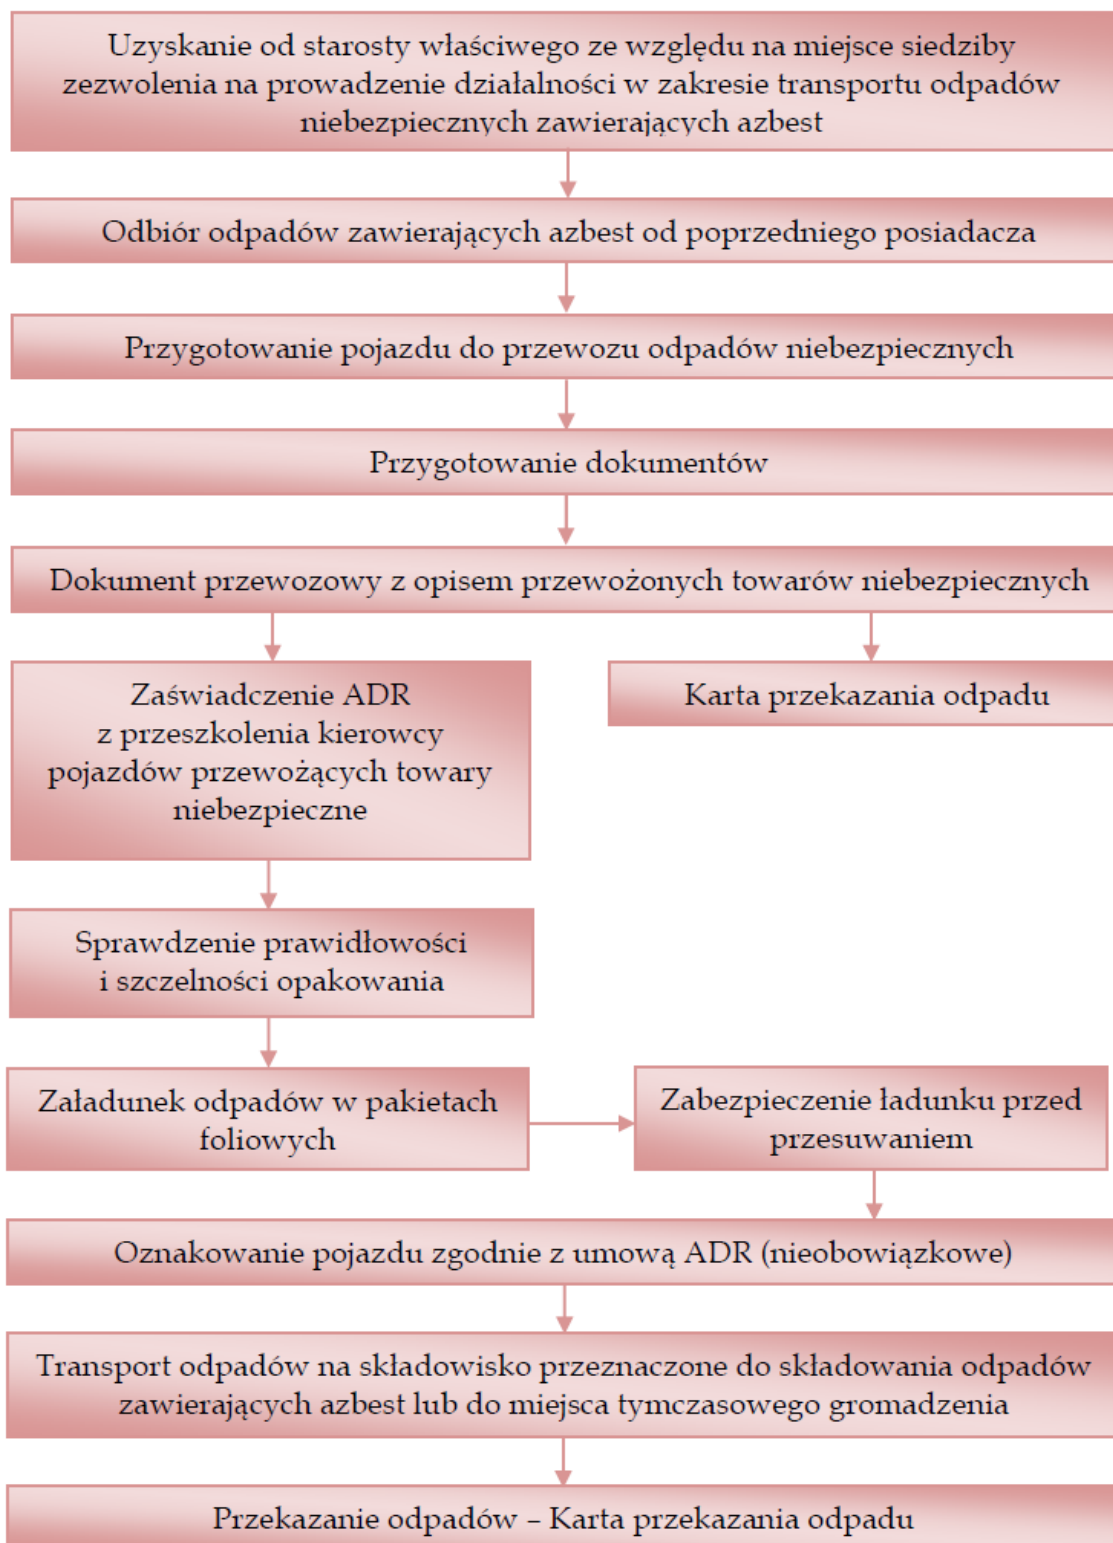 Uzyskanie od starosty właściwego ze względu na miejsce siedziby
zezwolenia na prowadzenie działalności w zakresie transportu odpadów
niebezpiecznych zawierających azbest
Odbiór odpadów zawierających azbest od poprzedniego posiadacza
Przygotowanie pojazdu do przewozu odpadów niebezpiecznych
Przygotowanie dokumentów
Dokument przewozowy z opisem przewożonych towarów niebezpiecznych
Zaświadczenie ADR
z przeszkolenia kierowcy
pojazdów przewożących towary
niebezpieczne
Karta przekazania odpadu
Sprawdzenie prawidłowości
i szczelności opakowania
Załadunek odpadów w pakietach
foliowych
Zabezpieczenie ładunku przed
przesuwaniem
Oznakowanie pojazdu zgodnie z umową ADR (nieobowiązkowe)
Transport odpadów na składowisko przeznaczone do składowania odpadów
zawierających azbest lub do miejsca tymczasowego gromadzenia
Przekazanie odpadów – Karta przekazania odpadu